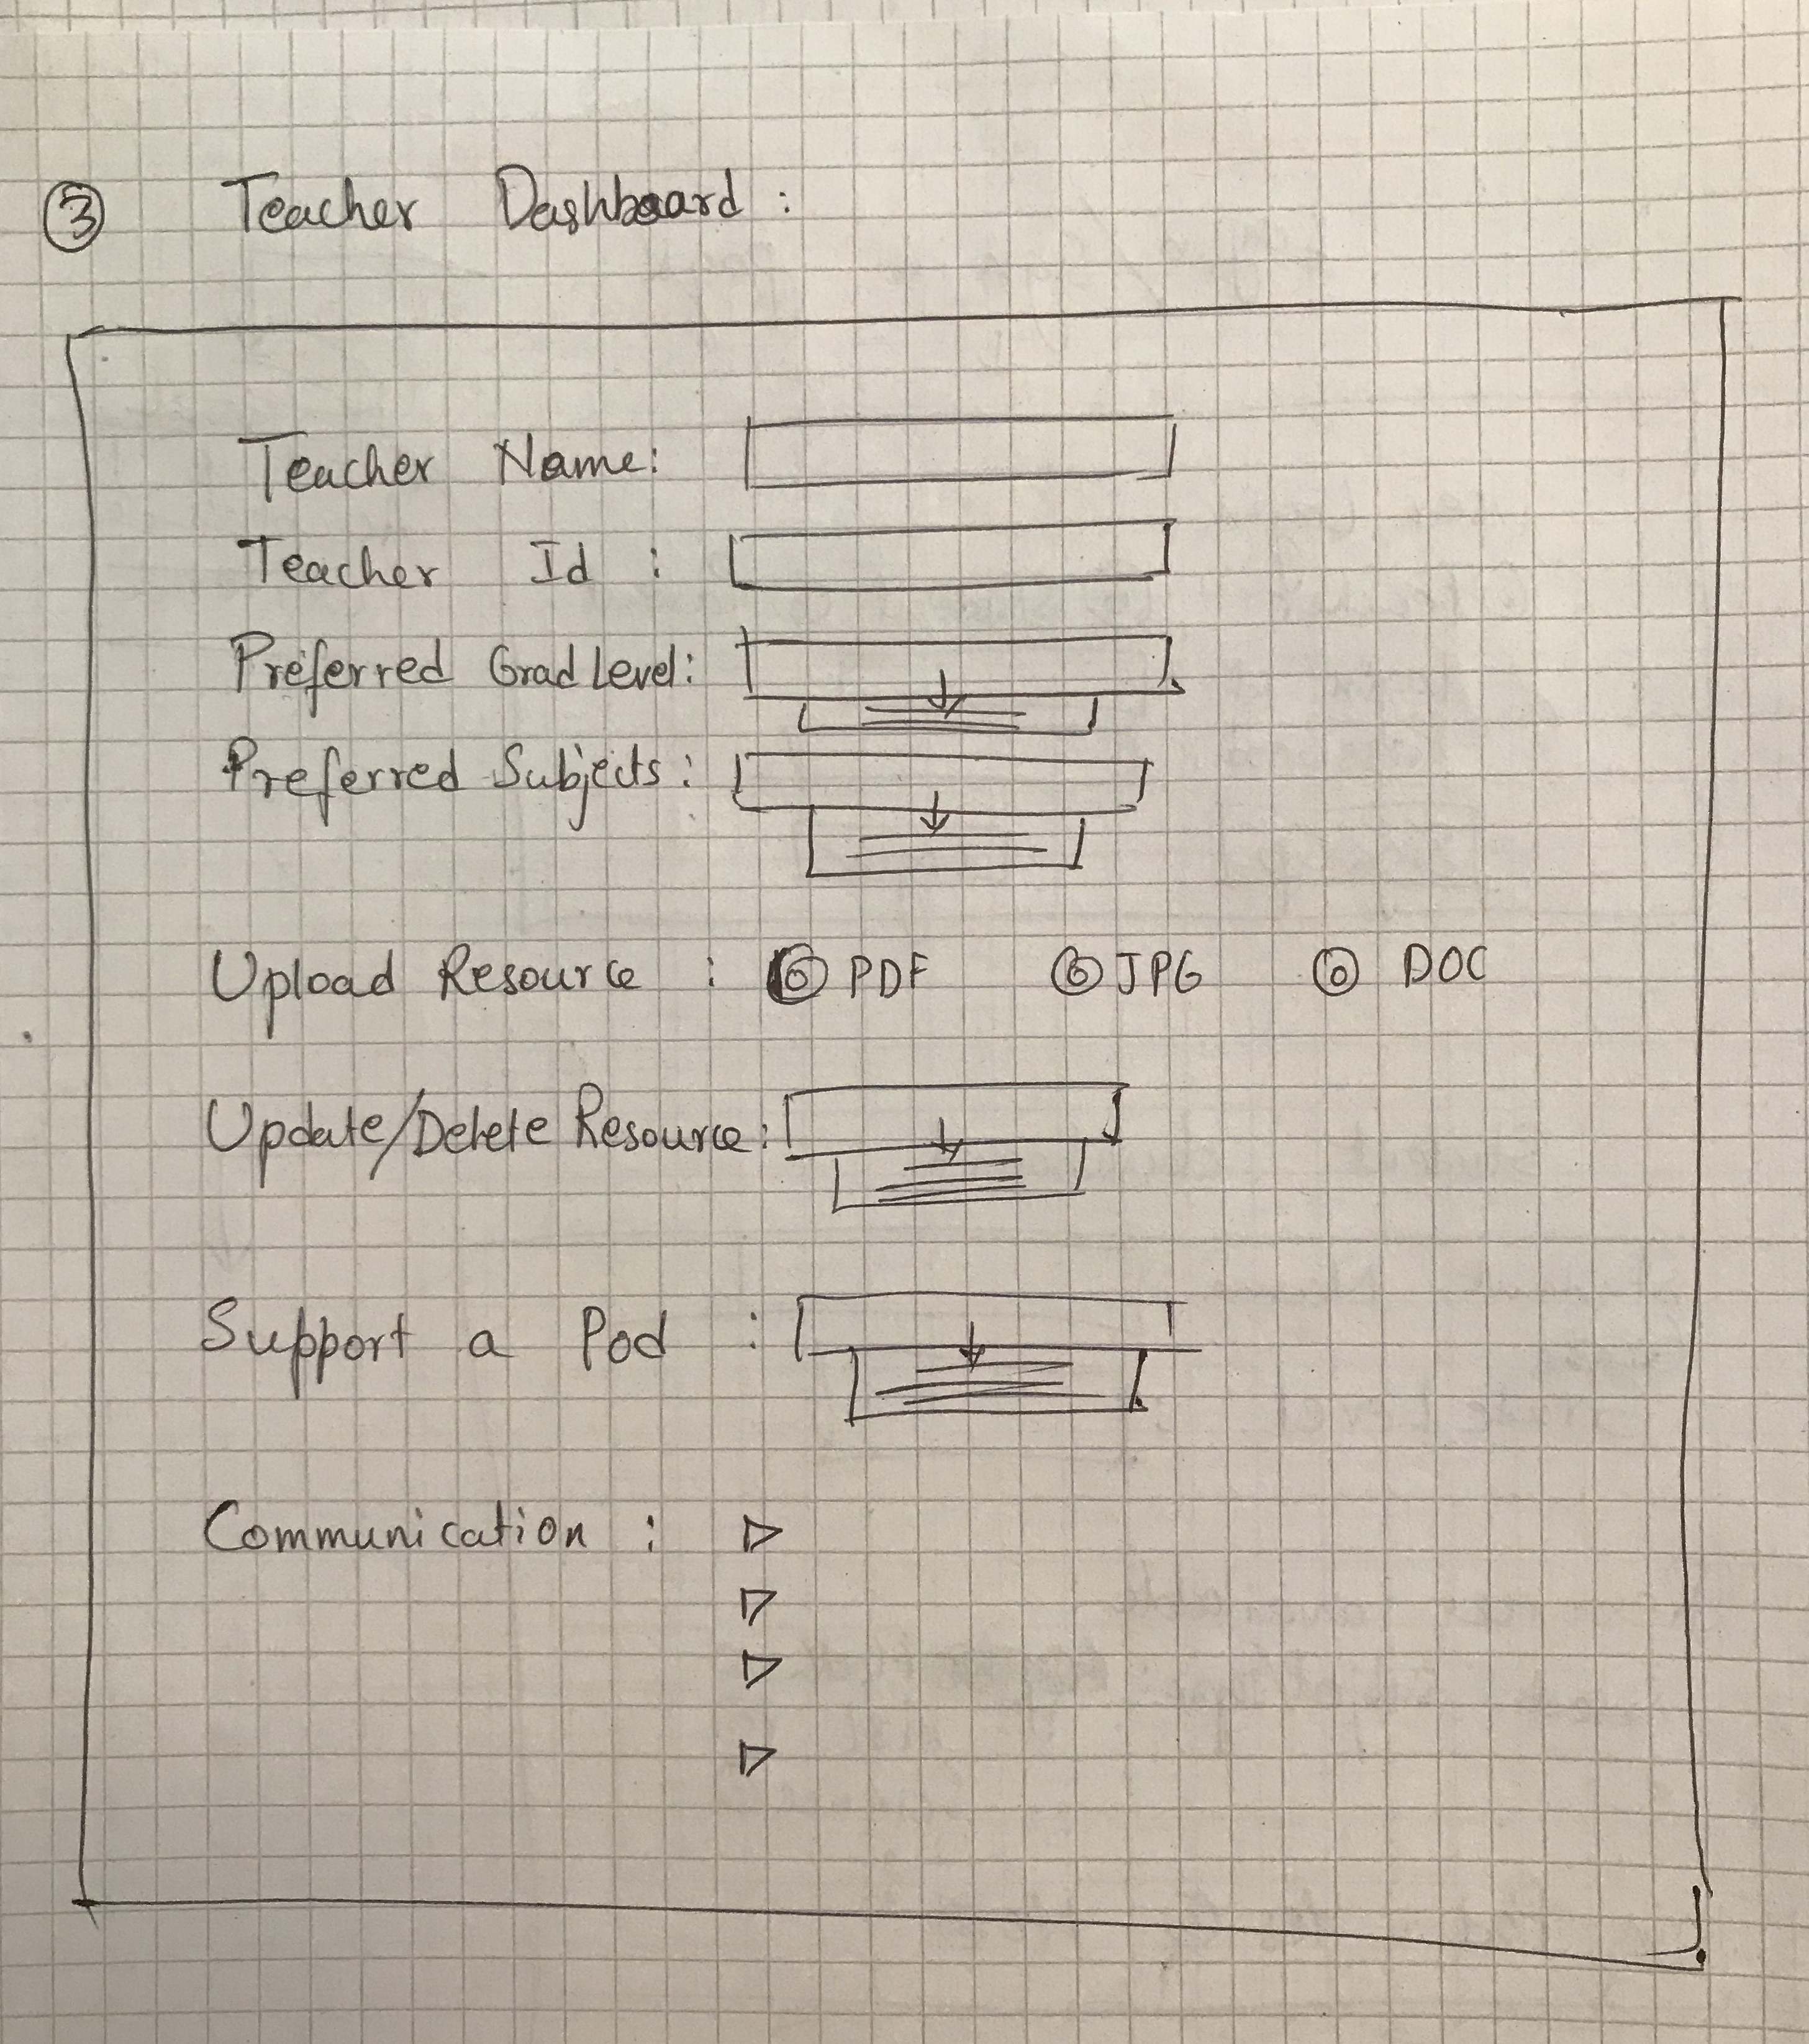 3 Teacher Dashboard :
Teacher Name:
Teacher Id :
Preferred Grad Level:
Preferred Subjects :
Upload Resource : PDF JPG DOC
Update/Delete Resource:
Support a Pod :
Communication :